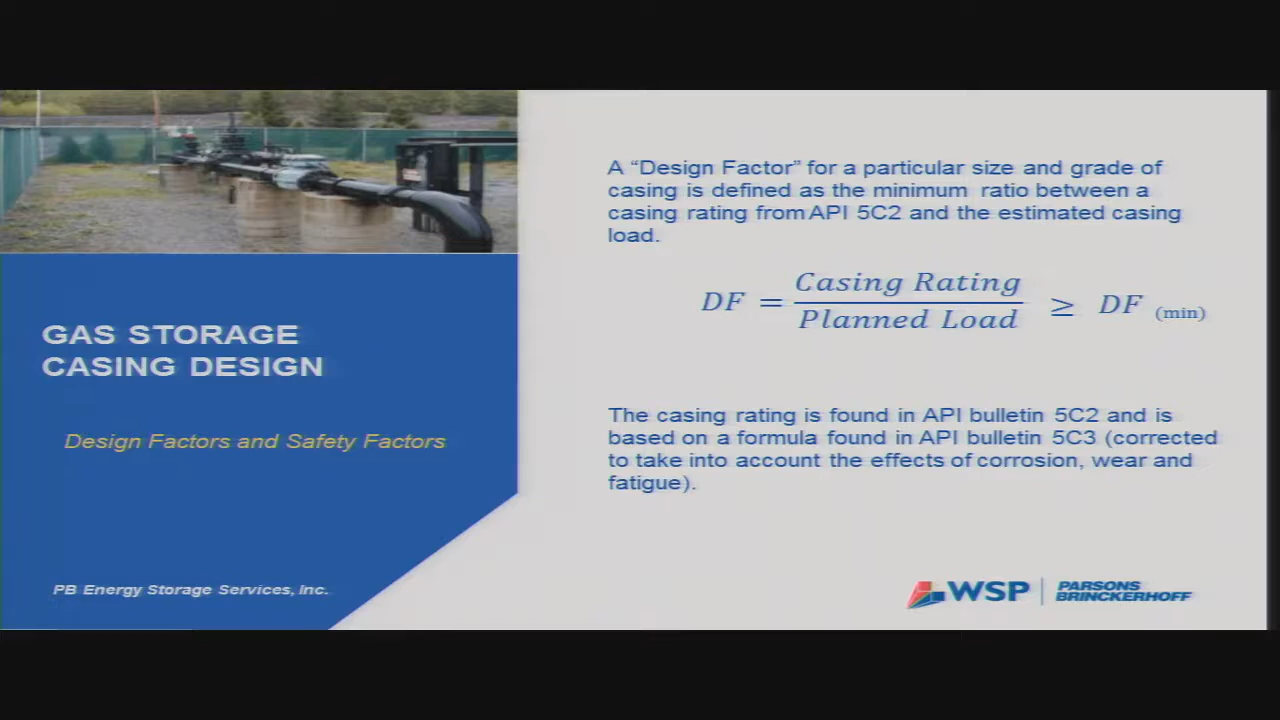 GAS STORAGE
CASING DESIGN
Design Factors and Safety Factors
PB Energy Storage Services, Inc.
A “Design Factor” for a particular size and grade of
casing is defined as the minimum ratio between a
casing rating from API 5C2 and the estimated casing
load.
DF = Casing Rating / Planned Load ≥ DF (min)
The casing rating is found in API bulletin 5C2 and is
based on a formula found in API bulletin 5C3 (corrected
to take into account the effects of corrosion, wear and
fatigue).
WSP | PARSONS
BRINCKERHOFF